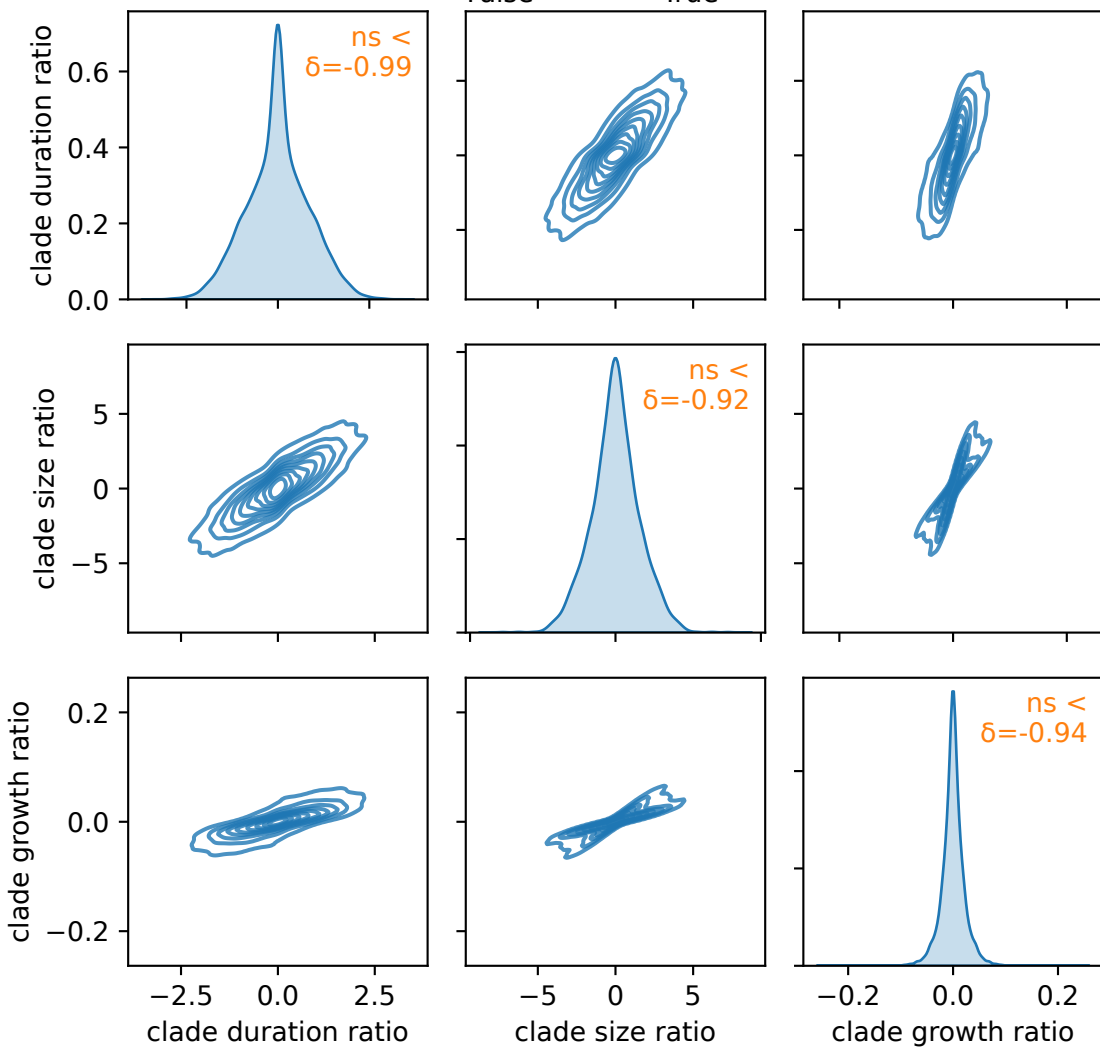 clade duration ratio
0.6
0.4
0.2
0.0
ns <
δ=-0.99
clade size ratio
5
0
−5
ns <
δ=-0.92
clade growth ratio
0.2
0.0
−0.2
ns <
δ=-0.94
−2.5 0.0 2.5
−5 0 5
−0.2 0.0 0.2
clade duration ratio
clade size ratio
clade growth ratio